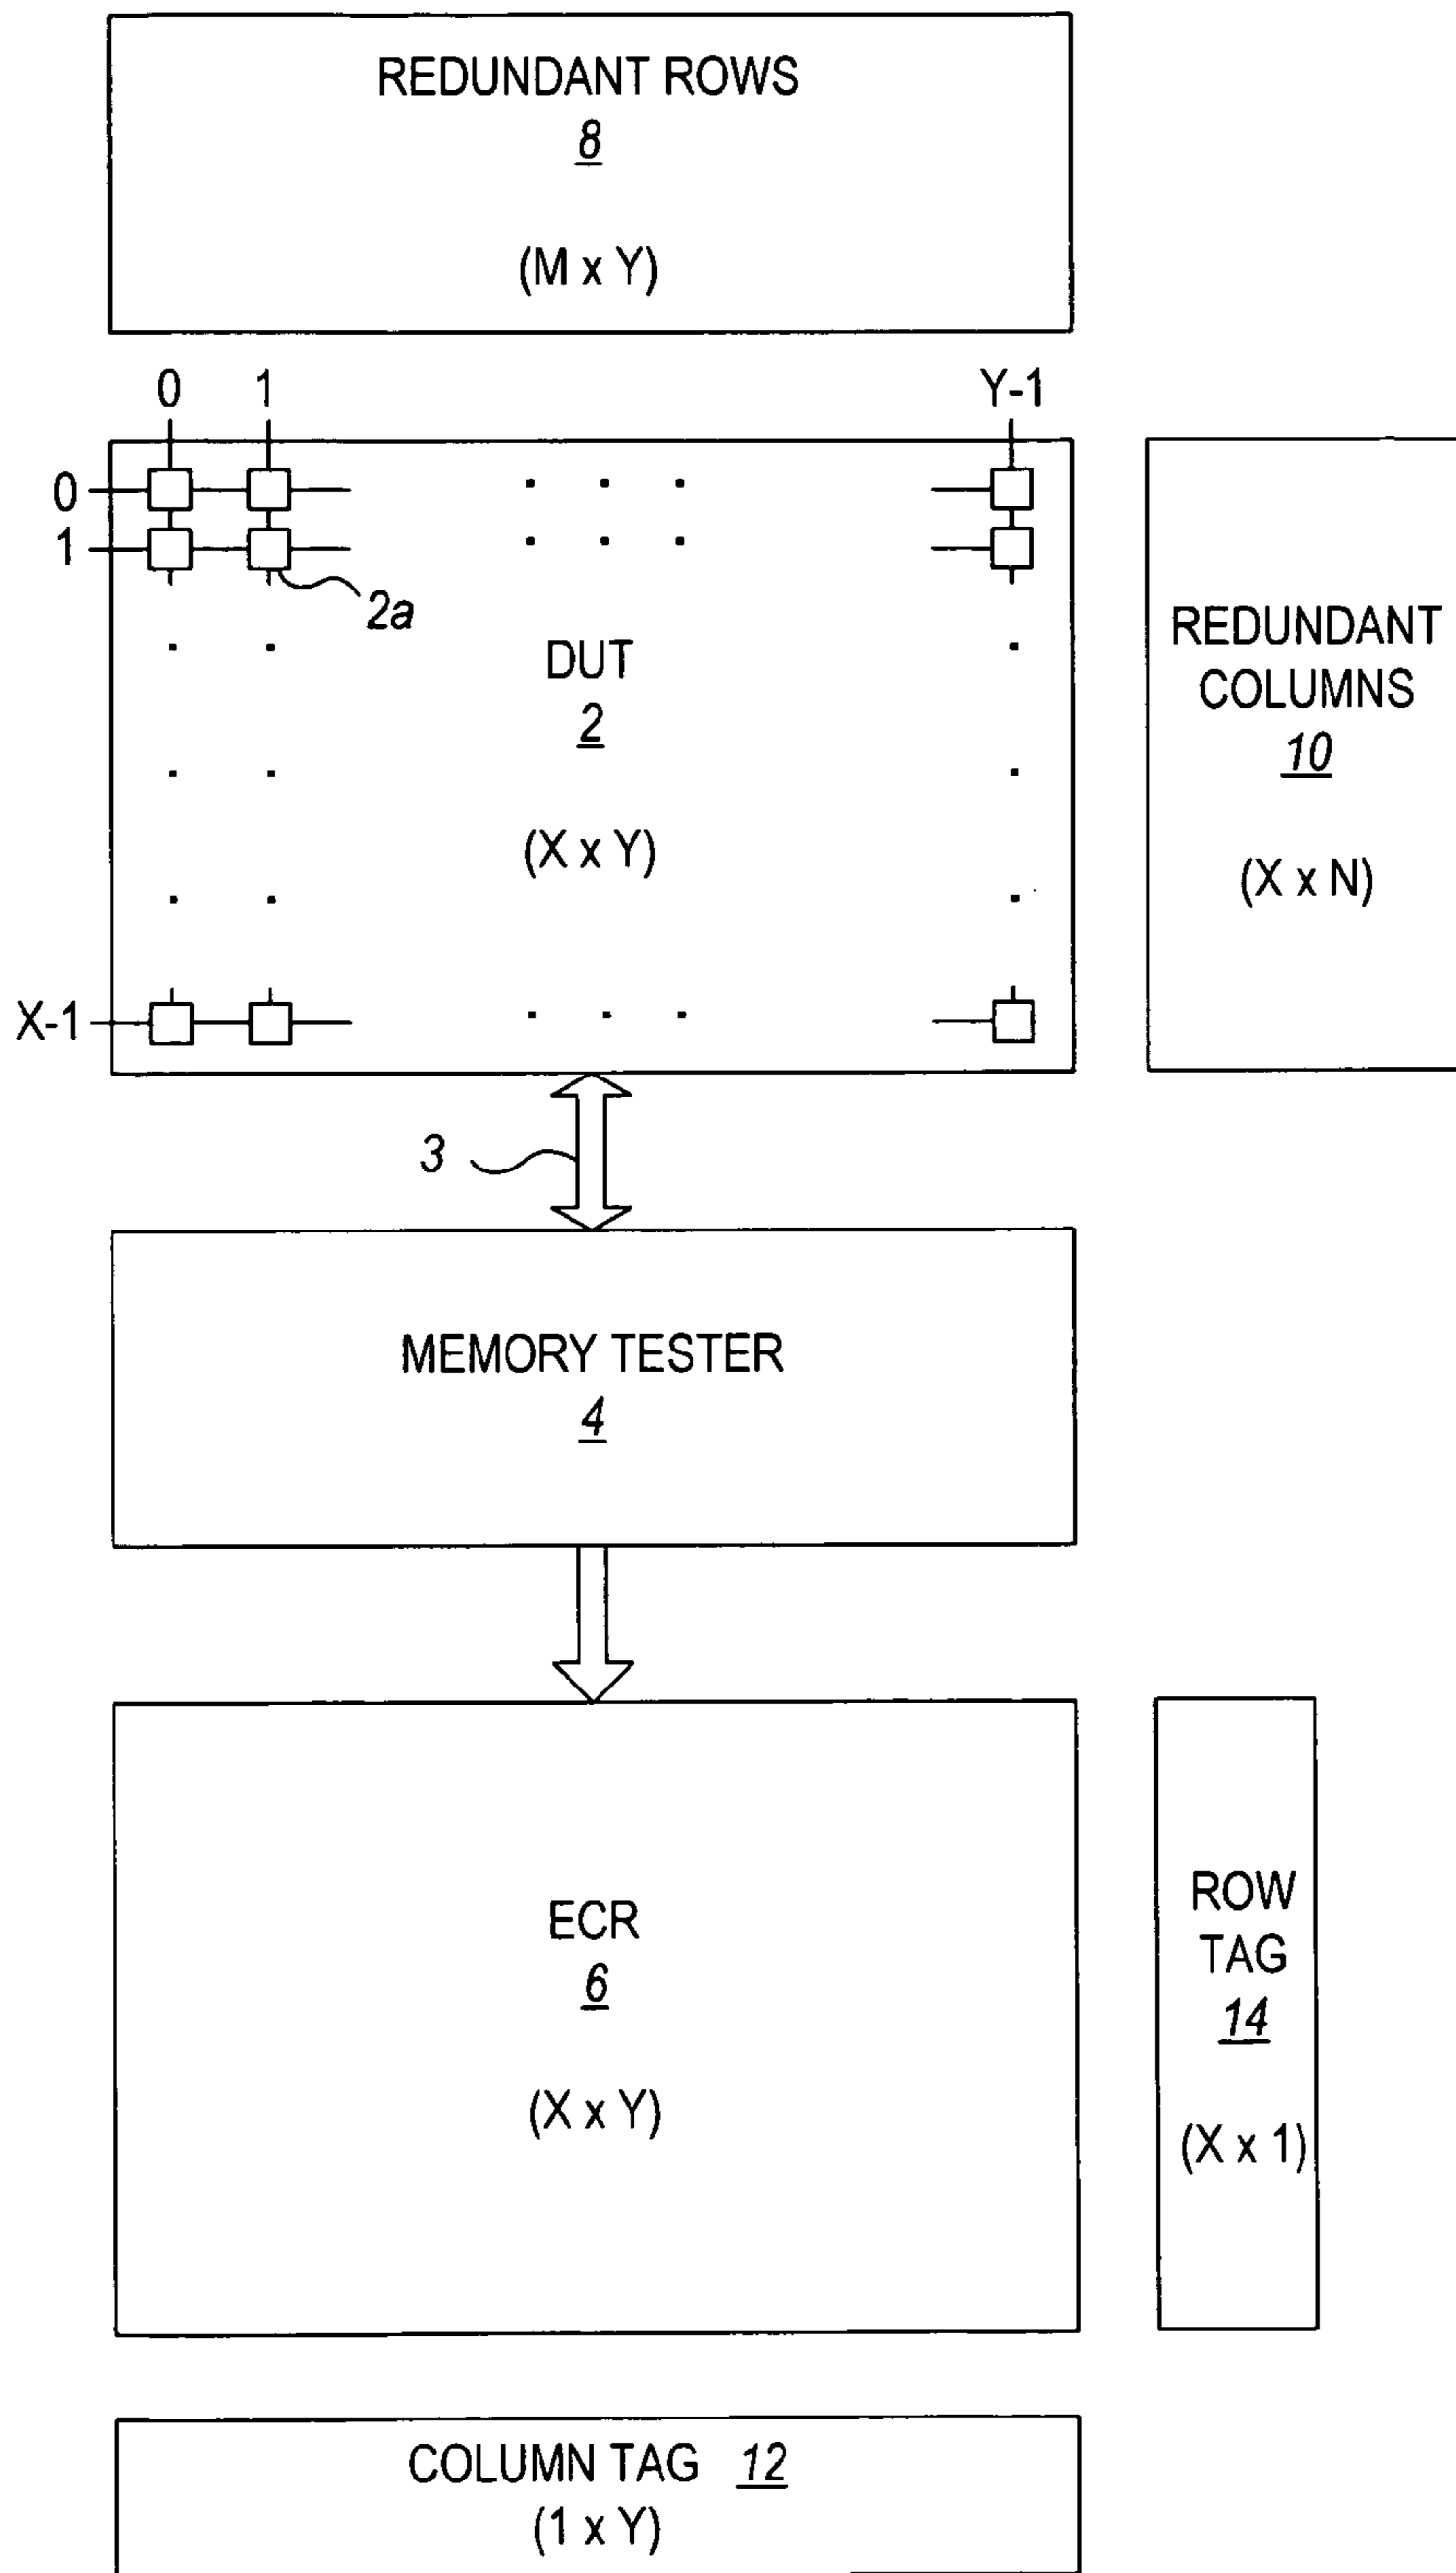 REDUNDANT ROWS
8
(M x Y)
0 1 Y-1
0
1
2a
DUT
2
(X x Y)
X-1
REDUNDANT
COLUMNS
10
(X x N)
3
MEMORY TESTER
4
ECR
6
(X x Y)
ROW
TAG
14
(X x 1)
COLUMN TAG 12
(1 x Y)